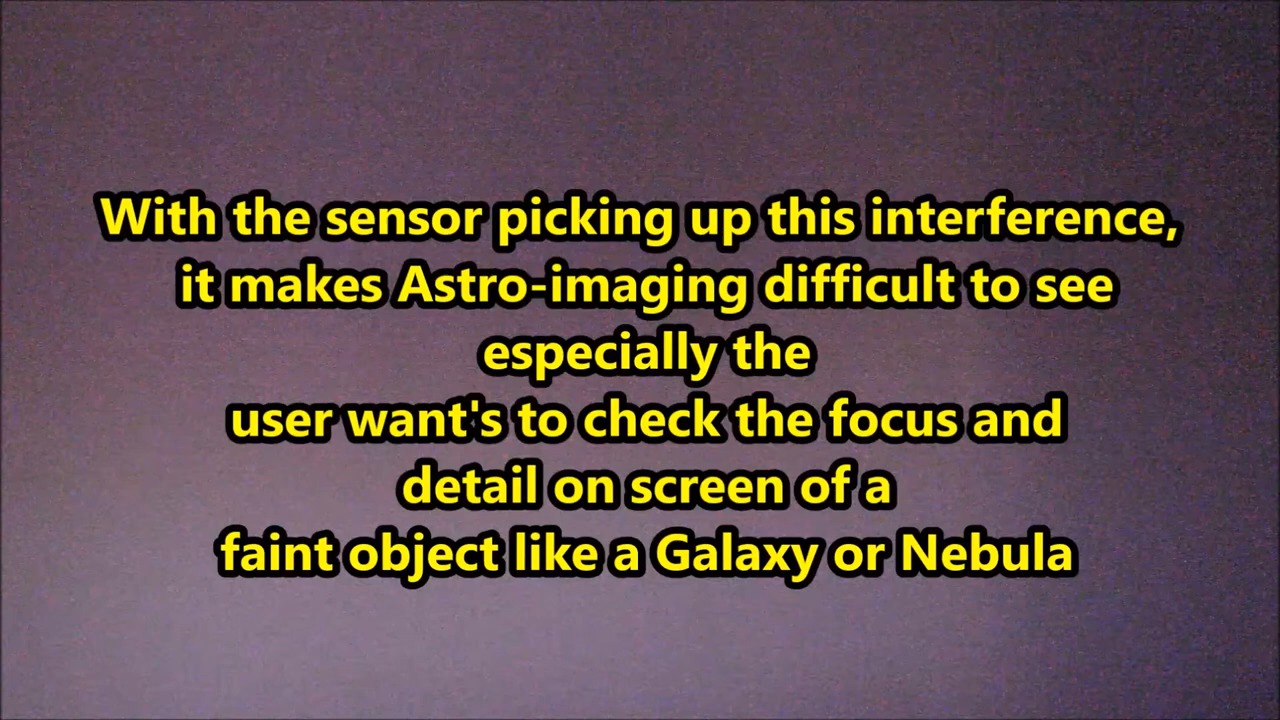 With the sensor picking up this interference,
it makes Astro-imaging difficult to see
especially the
user want's to check the focus and
detail on screen of a
faint object like a Galaxy or Nebula